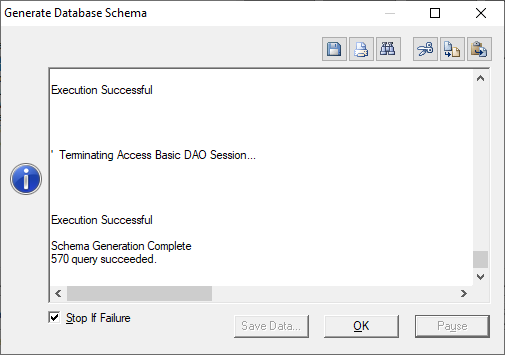 Generate Database Schema
Execution Successful
' Terminating Access Basic DAO Session...
Execution Successful
Schema Generation Complete
570 query succeeded.
Stop If Failure
Save Data...
OK
Pause